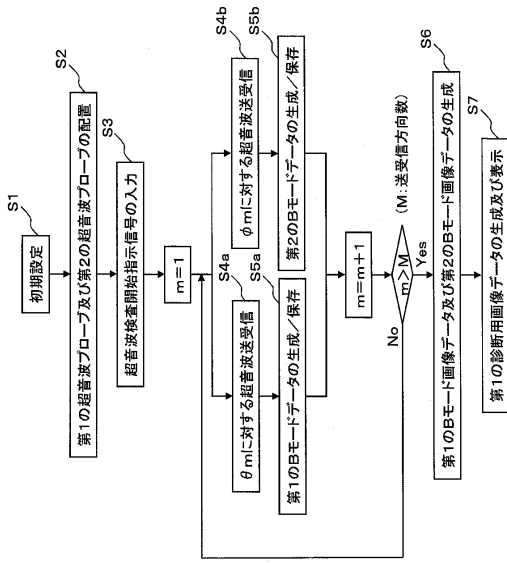 S1
初期設定
S2
第1の超音波プローブ及び第2の超音波プローブの配置
S3
超音波検査開始指示信号の入力
m=1
S4a
θmに対する超音波送受信
S4b
φmに対する超音波送受信
S5a
第1のBモードデータの生成/保存
S5b
第2のBモードデータの生成/保存
m=m+1
m>M
(M:送受信方向数)
No
Yes
S6
第1のBモード画像データ及び第2のBモード画像データの生成
S7
第1の診断用画像データの生成及び表示